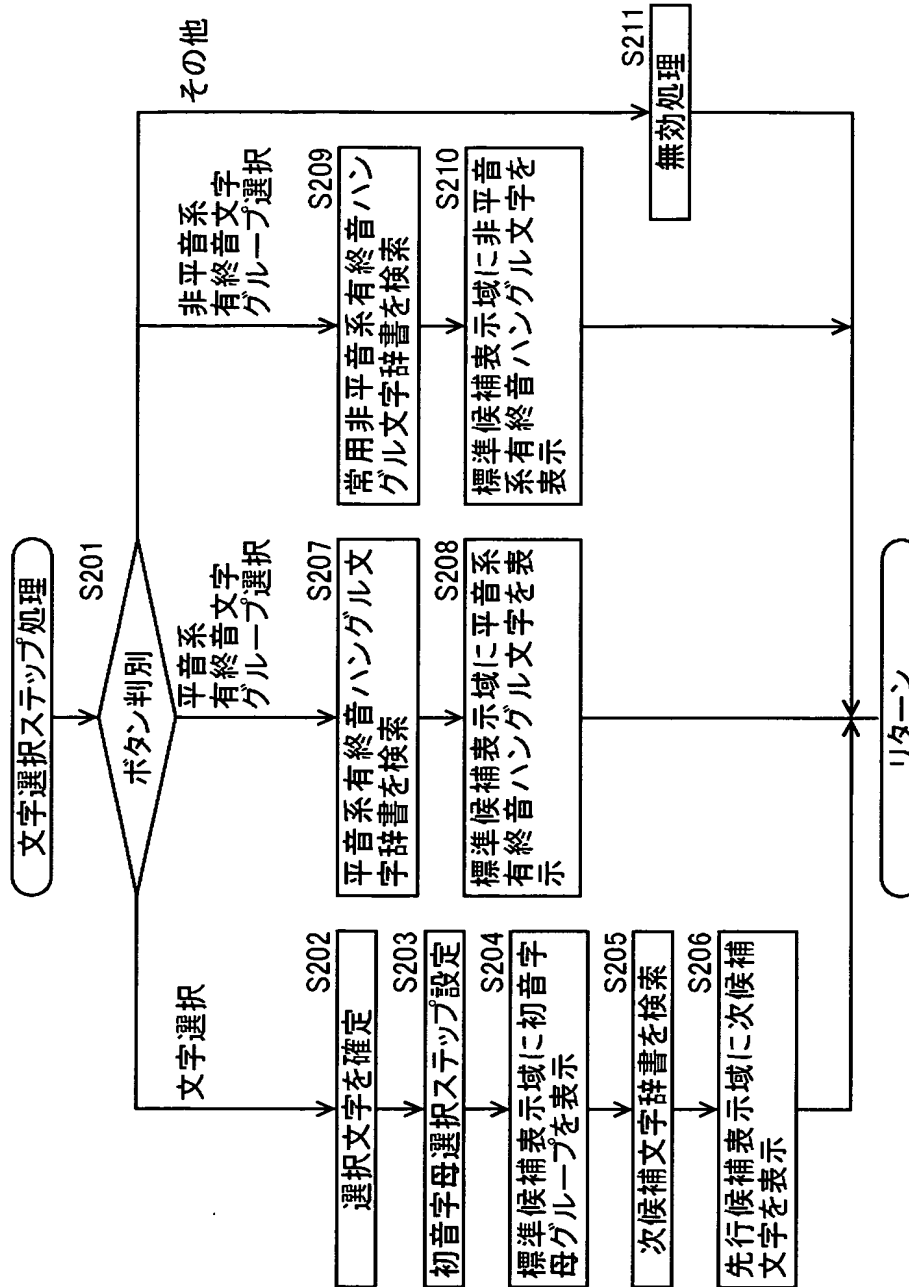 文字選択ステップ処理
S201
ボタン判別
文字選択
平音系
有終音文字
グループ選択
非平音系
有終音文字
グループ選択
その他
S202
選択文字を確定
S203
初音字母選択ステップ設定
S204
標準候補表示域に初音字
母グループを表示
S205
次候補文字辞書を検索
S206
先行候補表示域に次候補
文字を表示
S207
平音系有終音ハングル文
字辞書を検索
S208
標準候補表示域に平音系
有終音ハングル文字を表
示
S209
常用非平音系有終音ハン
グル文字辞書を検索
S210
標準候補表示域に非平音
系有終音ハングル文字を
表示
S211
無効処理
リターン